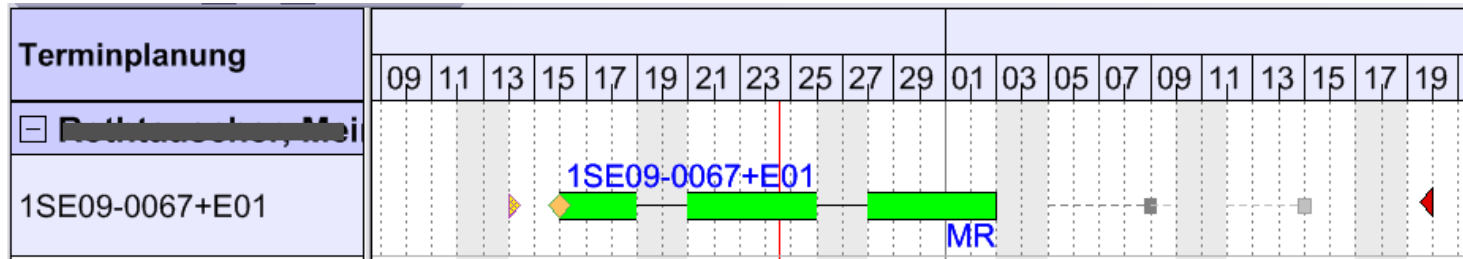 Terminplanung
09 11 13 15 17 19 21 23 25 27 29 01 03 05 07 09 11 13 15 17 19
1SE09-0067+E01
1SE09-0067+E01
MR